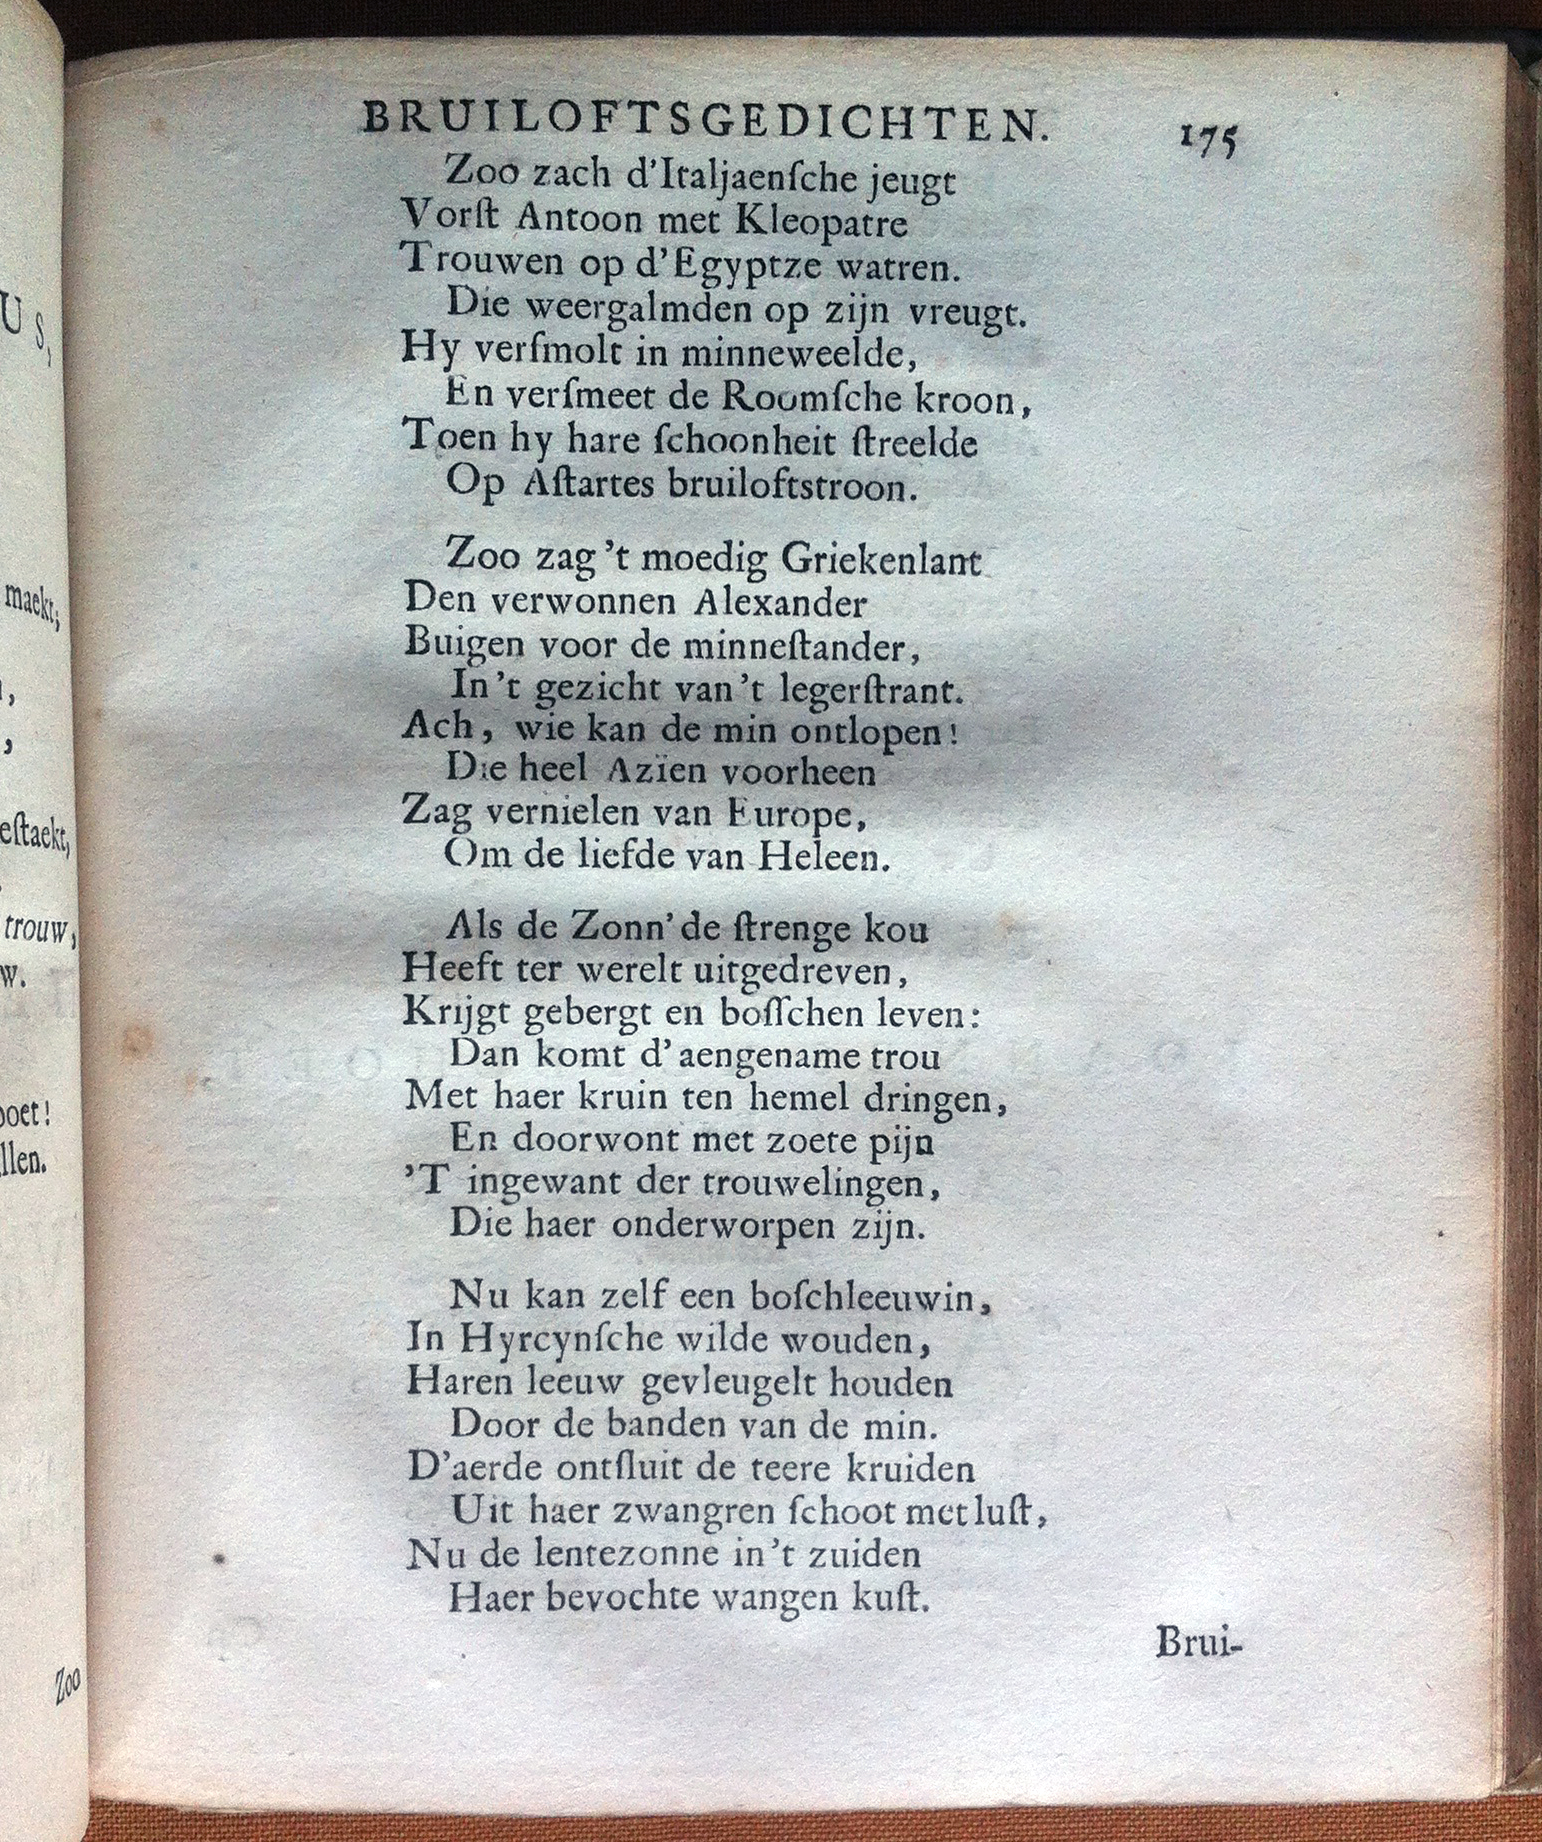 BRUILOFTSGEDICHTEN. 175
Zoo zach d'Italjaenſche jeugt
Vorſt Antoon met Kleopatre
Trouwen op d'Egyptze watren.
Die weergalmden op zijn vreugt.
Hy verſmolt in minneweelde,
En verſmeet de Roomſche kroon,
Toen hy hare ſchoonheit ſtreelde
Op Aſtartes bruiloftstroon.
Zoo zag 't moedig Griekenlant
Den verwonnen Alexander
Buigen voor de minneſtander,
In 't gezicht van 't legerſtrant.
Ach, wie kan de min ontlopen!
Die heel Azïen voorheen
Zag vernielen van Europe,
Om de liefde van Heleen.
Als de Zonn' de ſtrenge kou
Heeft ter werelt uitgedreven,
Krijgt gebergt en boſſchen leven:
Dan komt d'aengename trou
Met haer kruin ten hemel dringen,
En doorwont met zoete pijn
'T ingewant der trouwelingen,
Die haer onderworpen zijn.
Nu kan zelf een boſchleeuwin,
In Hyrcynſche wilde wouden,
Haren leeuw gevleugelt houden
Door de banden van de min.
D'aerde ontſluit de teere kruiden
Uit haer zwangren ſchoot met luſt,
Nu de lentezonne in 't zuiden
Haer bevochte wangen kuſt.
Brui-
U S,
maekt;
eſtaekt,
trouw,
w.
oet!
llen.
Zoo